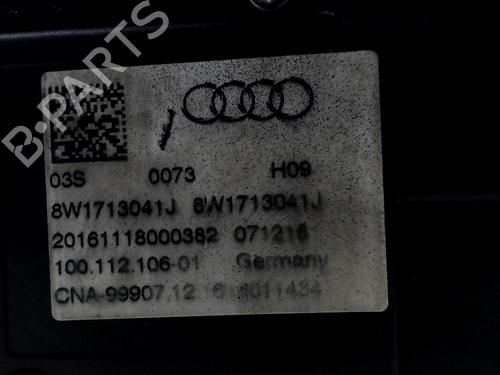 B-PARTS
03S 0073 H09
8W1713041J 8W1713041J
20161118000382 071216
100.112.106-01 Germany
CNA-99907.12